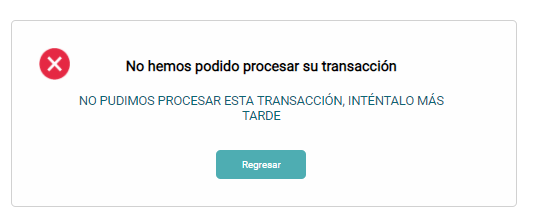 No hemos podido procesar su transacción
NO PUDIMOS PROCESAR ESTA TRANSACCIÓN, INTÉNTALO MÁS
TARDE
Regresar